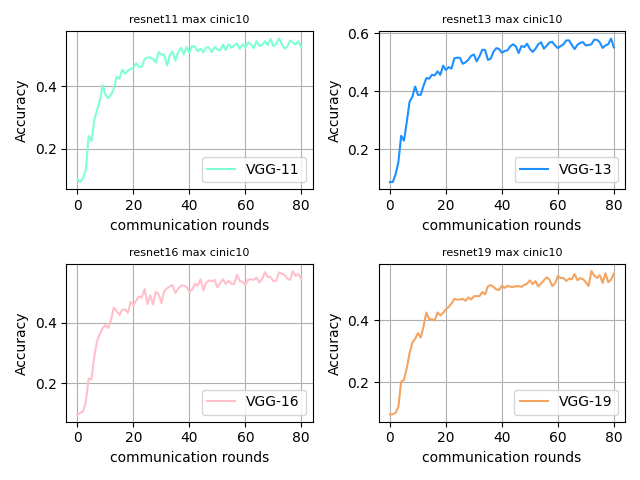 resnet11 max cinic10
Accuracy
0.4
0.2
VGG-11
0 20 40 60 80
communication rounds
resnet13 max cinic10
Accuracy
0.6
0.4
0.2
VGG-13
0 20 40 60 80
communication rounds
resnet16 max cinic10
Accuracy
0.4
0.2
VGG-16
0 20 40 60 80
communication rounds
resnet19 max cinic10
Accuracy
0.4
0.2
VGG-19
0 20 40 60 80
communication rounds